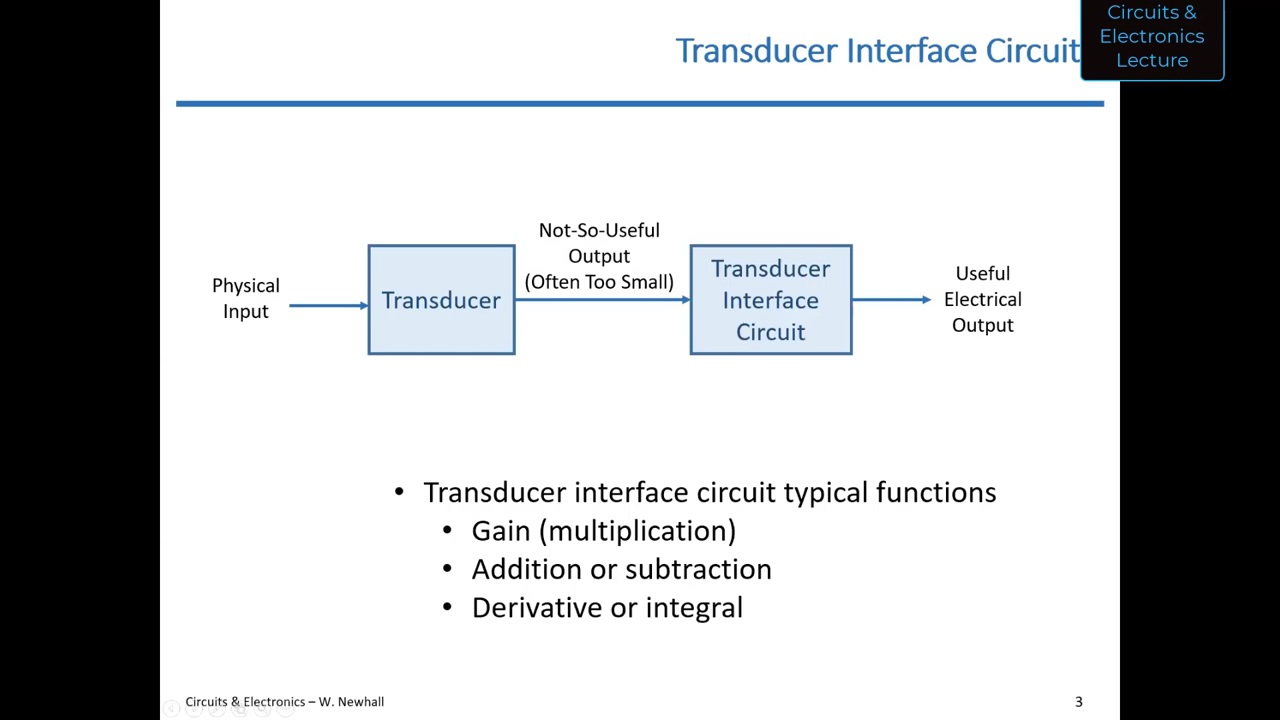 Circuits &
Electronics
Lecture
Transducer Interface Circuit
Physical
Input
Transducer
Not-So-Useful
Output
(Often Too Small)
Transducer
Interface
Circuit
Useful
Electrical
Output
• Transducer interface circuit typical functions
• Gain (multiplication)
• Addition or subtraction
• Derivative or integral
Circuits & Electronics – W. Newhall
3